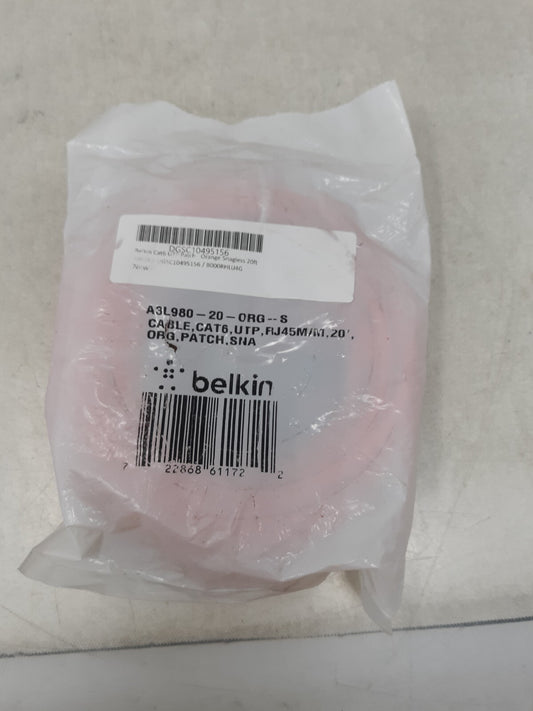 DGSC10495156
Belkin Cat6 UTP Patch - Orange Snagless 20ft
DGSC10495156 /
New
A3L980-20-ORG-S
CABLE,CAT6,UTP,RJ45M/M,20',
ORG,PATCH,SNA
belkin
7 22868 61172 2